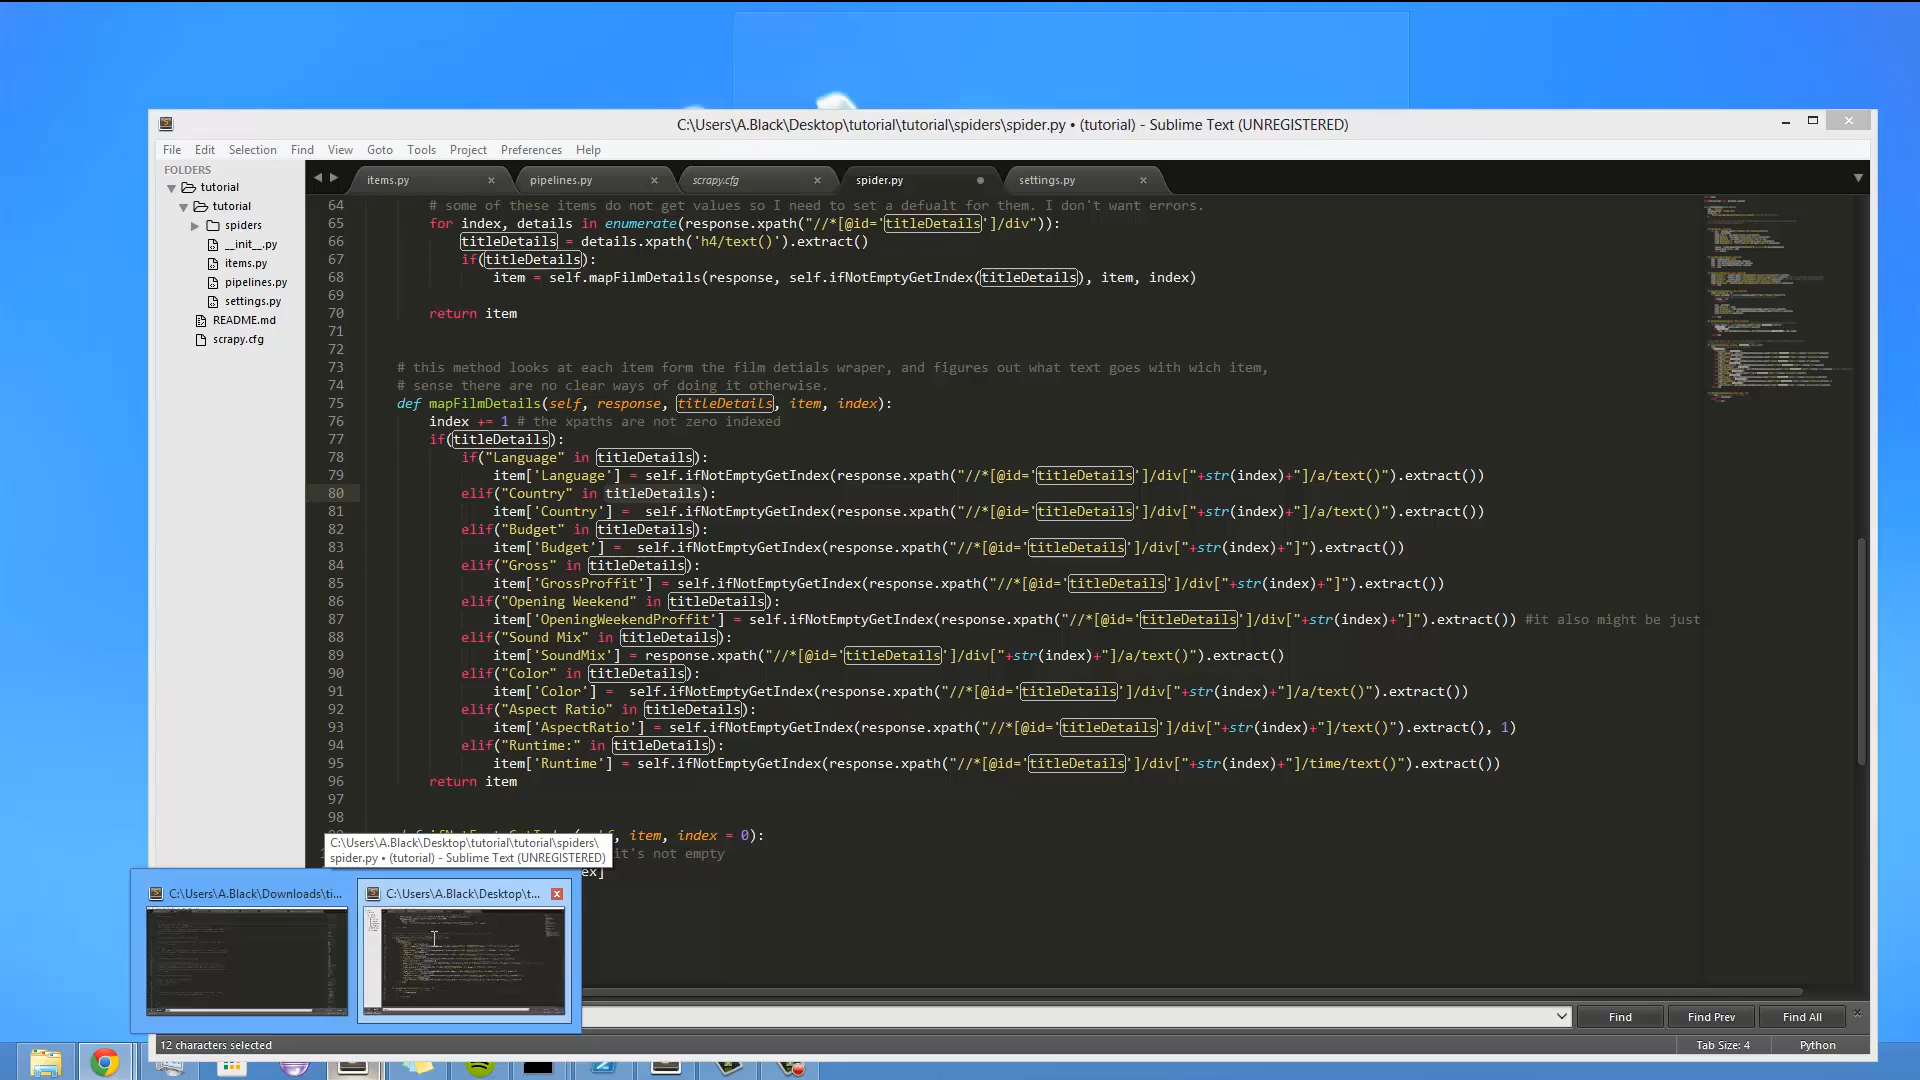 C:\Users\A.Black\Desktop\tutorial\tutorial\spiders\spider.py • (tutorial) - Sublime Text (UNREGISTERED)
File Edit Selection Find View Goto Tools Project Preferences Help
FOLDERS
tutorial
tutorial
spiders
__init__.py
items.py
pipelines.py
settings.py
README.md
scrapy.cfg
items.py pipelines.py scrapy.cfg spider.py settings.py
64 # some of these items do not get values so I need to set a defualt for them. I don't want errors.
65 for index, details in enumerate(response.xpath("//*[@id='titleDetails']/div")):
66 titleDetails = details.xpath('h4/text()').extract()
67 if(titleDetails):
68 item = self.mapFilmDetails(response, self.ifNotEmptyGetIndex(titleDetails), item, index)
69
70 return item
71
72
73 # this method looks at each item form the film detials wraper, and figures out what text goes with wich item,
74 # sense there are no clear ways of doing it otherwise.
75 def mapFilmDetails(self, response, titleDetails, item, index):
76 index += 1 # the xpaths are not zero indexed
77 if(titleDetails):
78 if("Language" in titleDetails):
79 item['Language'] = self.ifNotEmptyGetIndex(response.xpath("//*[@id='titleDetails']/div["+str(index)+"]/a/text()").extract())
80 elif("Country" in titleDetails):
81 item['Country'] =  self.ifNotEmptyGetIndex(response.xpath("//*[@id='titleDetails']/div["+str(index)+"]/a/text()").extract())
82 elif("Budget" in titleDetails):
83 item['Budget'] =  self.ifNotEmptyGetIndex(response.xpath("//*[@id='titleDetails']/div["+str(index)+"]").extract())
84 elif("Gross" in titleDetails):
85 item['GrossProffit'] = self.ifNotEmptyGetIndex(response.xpath("//*[@id='titleDetails']/div["+str(index)+"]").extract())
86 elif("Opening Weekend" in titleDetails):
87 item['OpeningWeekendProffit'] = self.ifNotEmptyGetIndex(response.xpath("//*[@id='titleDetails']/div["+str(index)+"]").extract()) #it also might be just
88 elif("Sound Mix" in titleDetails):
89 item['SoundMix'] = response.xpath("//*[@id='titleDetails']/div["+str(index)+"]/a/text()").extract()
90 elif("Color" in titleDetails):
91 item['Color'] =  self.ifNotEmptyGetIndex(response.xpath("//*[@id='titleDetails']/div["+str(index)+"]/a/text()").extract())
92 elif("Aspect Ratio" in titleDetails):
93 item['AspectRatio'] = self.ifNotEmptyGetIndex(response.xpath("//*[@id='titleDetails']/div["+str(index)+"]/text()").extract(), 1)
94 elif("Runtime:" in titleDetails):
95 item['Runtime'] = self.ifNotEmptyGetIndex(response.xpath("//*[@id='titleDetails']/div["+str(index)+"]/time/text()").extract())
96 return item
97
98
, item, index = 0):
it's not empty
ex]
C:\Users\A.Black\Desktop\tutorial\tutorial\spiders\
spider.py • (tutorial) - Sublime Text (UNREGISTERED)
C:\Users\A.Black\Downloads\ti... C:\Users\A.Black\Desktop\t...
Find Find Prev Find All
12 characters selected Tab Size: 4 Python